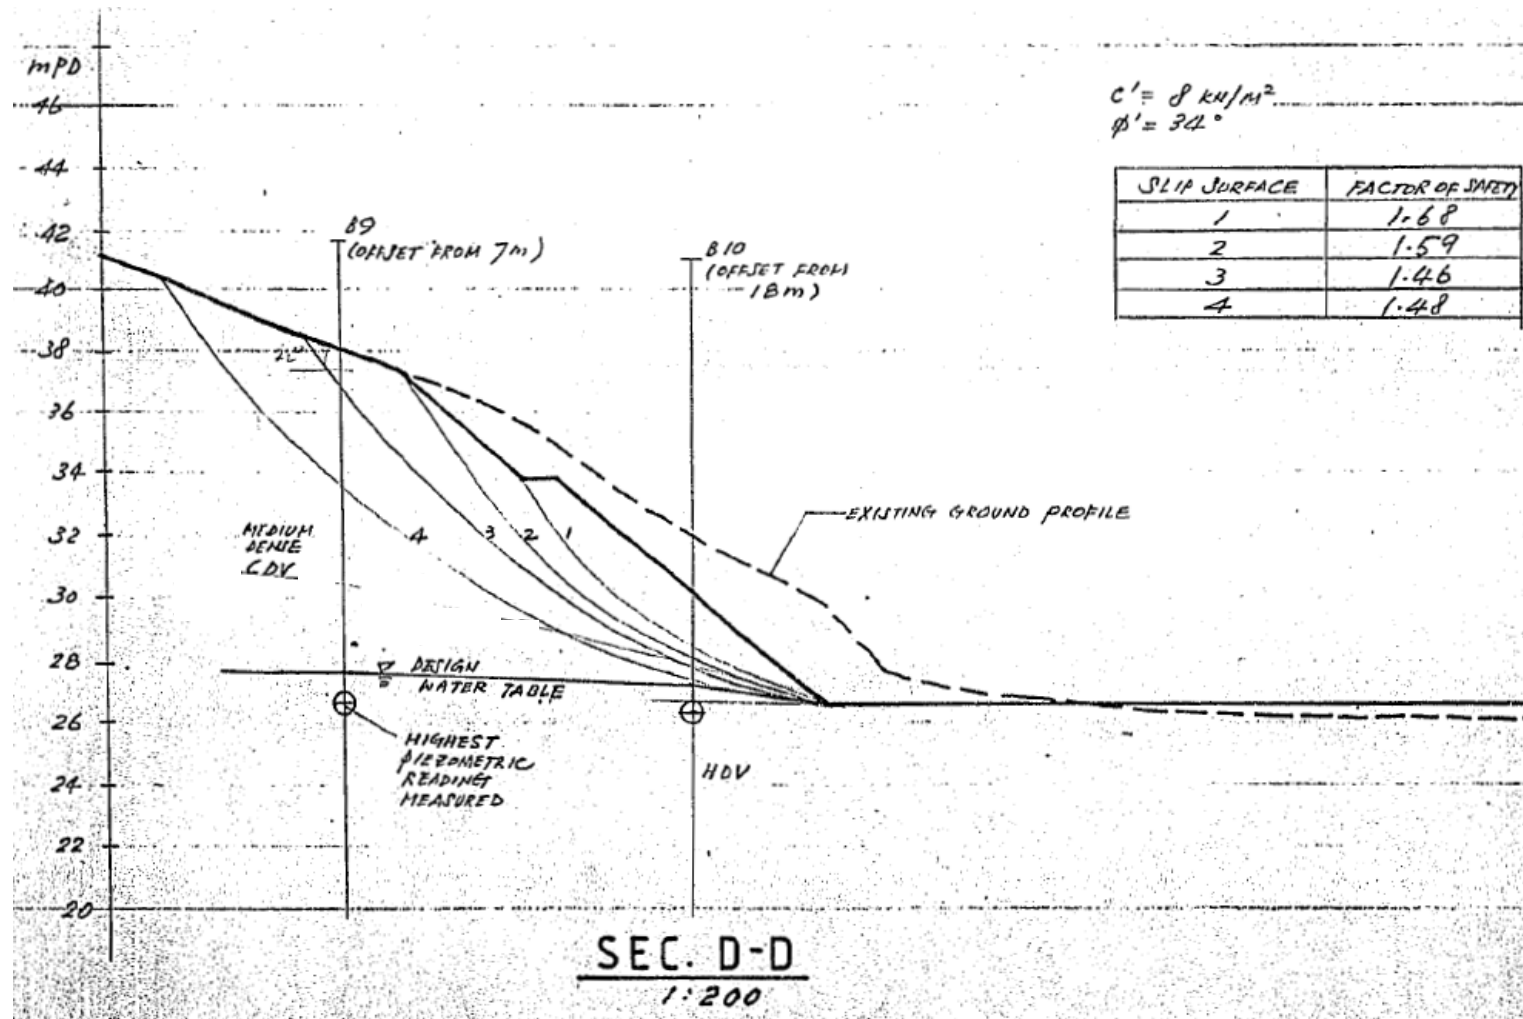 mPD
46
44
42
40
38
36
34
32
30
28
26
24
22
20
C' = 8 KN/M²
Ø' = 34°
SLIP SURFACE FACTOR OF SAFETY
1 1.68
2 1.59
3 1.46
4 1.48
B9
(OFFSET FROM 7m)
B10
(OFFSET FROM
18m)
4 3 2 1
EXISTING GROUND PROFILE
MEDIUM
DENSE
CDV
DESIGN
WATER TABLE
HIGHEST
PIEZOMETRIC
READING
MEASURED
HDV
SEC. D-D
1:200